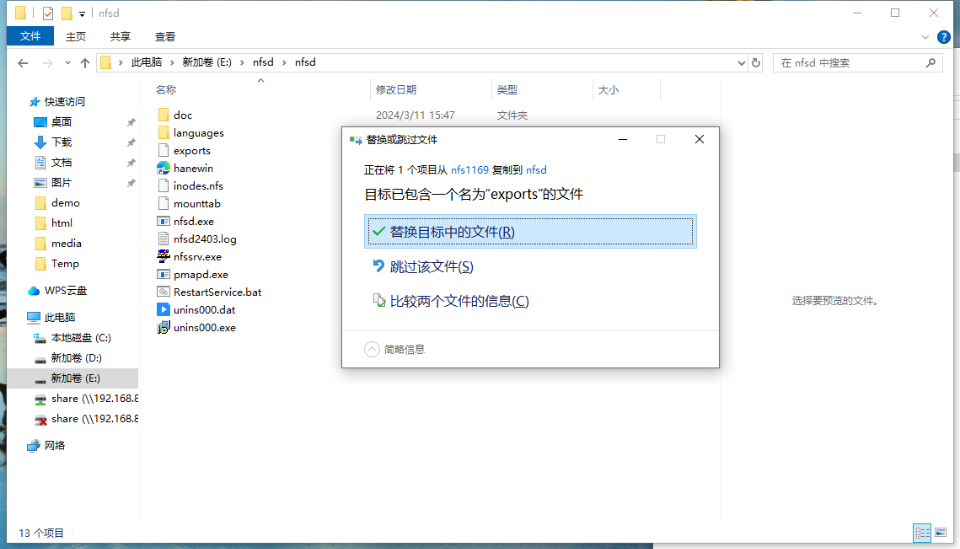 nfsd
文件 主页 共享 查看
此电脑 新加卷 (E:) nfsd nfsd
在 nfsd 中搜索
快速访问
桌面
下载
文档
图片
demo
html
media
Temp
WPS云盘
此电脑
本地磁盘 (C:)
新加卷 (D:)
新加卷 (E:)
share (\\192.168.8
share (\\192.168.8
网络
名称 修改日期 类型 大小
doc 2024/3/11 15:47 文件夹
languages
exports
hanewin
inodes.nfs
mounttab
nfsd.exe
nfsd2403.log
nfssrv.exe
pmapd.exe
RestartService.bat
unins000.dat
unins000.exe
替换或跳过文件
正在将 1 个项目从 nfs1169 复制到 nfsd
目标已包含一个名为"exports"的文件
替换目标中的文件(R)
跳过该文件(S)
比较两个文件的信息(C)
简略信息
选择要预览的文件。
13 个项目